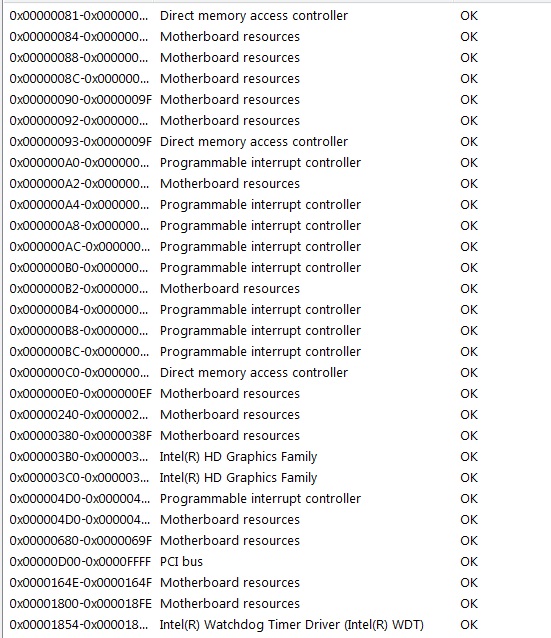 0x00000081-0x000000... Direct memory access controller OK
0x00000084-0x000000... Motherboard resources OK
0x00000088-0x000000... Motherboard resources OK
0x0000008C-0x000000... Motherboard resources OK
0x00000090-0x0000009F Motherboard resources OK
0x00000092-0x000000... Motherboard resources OK
0x00000093-0x0000009F Direct memory access controller OK
0x000000A0-0x000000... Programmable interrupt controller OK
0x000000A2-0x000000... Motherboard resources OK
0x000000A4-0x000000... Programmable interrupt controller OK
0x000000A8-0x000000... Programmable interrupt controller OK
0x000000AC-0x000000... Programmable interrupt controller OK
0x000000B0-0x000000... Programmable interrupt controller OK
0x000000B2-0x000000... Motherboard resources OK
0x000000B4-0x000000... Programmable interrupt controller OK
0x000000B8-0x000000... Programmable interrupt controller OK
0x000000BC-0x000000... Programmable interrupt controller OK
0x000000C0-0x000000... Direct memory access controller OK
0x000000E0-0x000000EF Motherboard resources OK
0x00000240-0x000002... Motherboard resources OK
0x00000380-0x0000038F Motherboard resources OK
0x000003B0-0x000003... Intel(R) HD Graphics Family OK
0x000003C0-0x000003... Intel(R) HD Graphics Family OK
0x000004D0-0x000004... Programmable interrupt controller OK
0x000004D0-0x000004... Motherboard resources OK
0x00000680-0x0000069F Motherboard resources OK
0x00000D00-0x0000FFFF PCI bus OK
0x0000164E-0x0000164F Motherboard resources OK
0x00001800-0x000018FE Motherboard resources OK
0x00001854-0x000018... Intel(R) Watchdog Timer Driver (Intel(R) WDT) OK